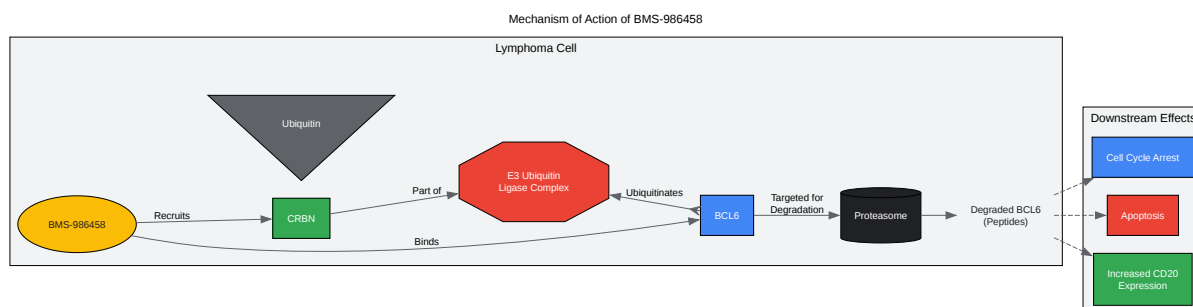 Mechanism of Action of BMS-986458
Lymphoma Cell
Downstream Effects
Ubiquitin
BMS-986458
Recruits
CRBN
Part of
E3 Ubiquitin
Ligase Complex
Ubiquitinates
Binds
BCL6
Targeted for
Degradation
Proteasome
Degraded BCL6
(Peptides)
Cell Cycle Arrest
Apoptosis
Increased CD20
Expression